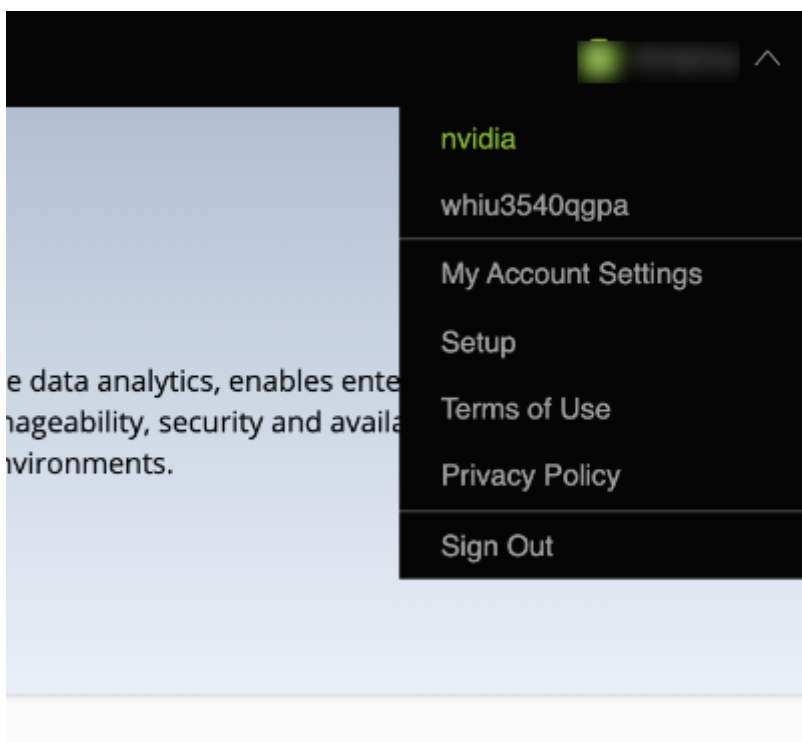 nvidia
whiu3540qgpa
My Account Settings
Setup
Terms of Use
Privacy Policy
Sign Out
e data analytics, enables ente
nageability, security and availa
nvironments.